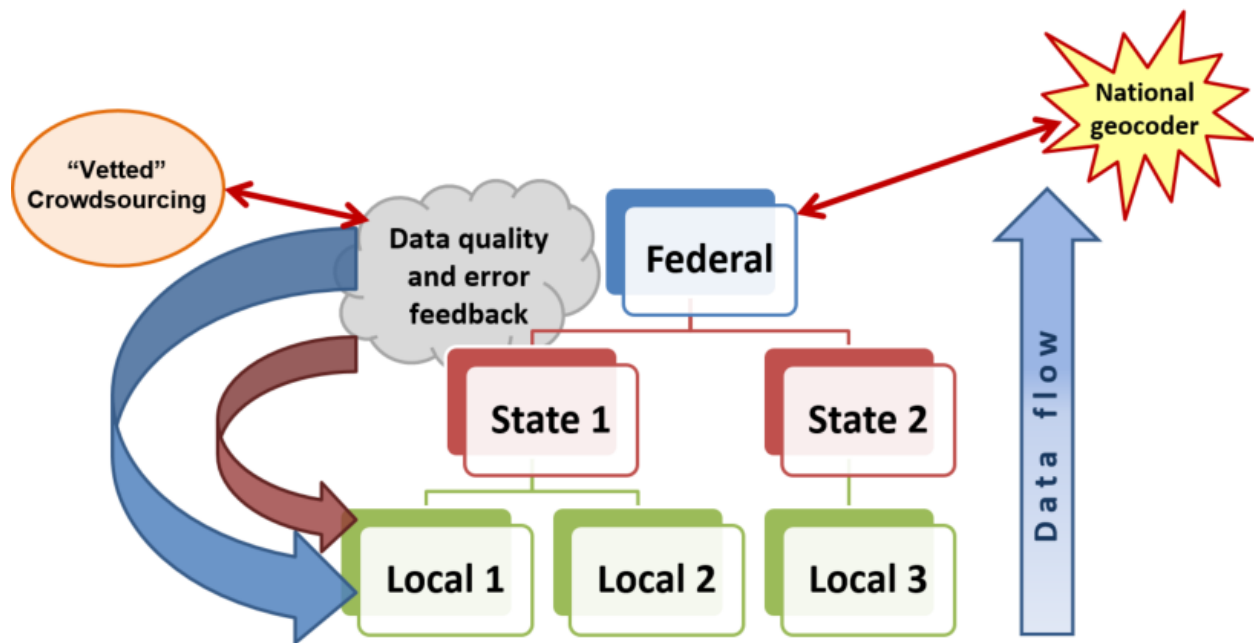 National
geocoder
“Vetted”
Crowdsourcing
Data quality
and error
feedback
Federal
State 1
State 2
Data flow
Local 1
Local 2
Local 3